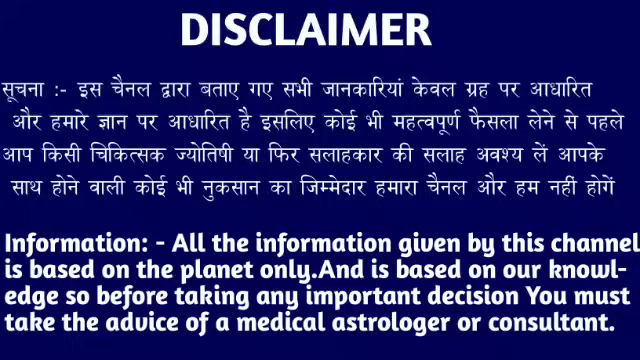 DISCLAIMER
सूचना :- इस चैनल द्वारा बताए गए सभी जानकारियां केवल ग्रह पर आधारित
और हमारे ज्ञान पर आधारित है इसलिए कोई भी महत्वपूर्ण फैसला लेने से पहले
आप किसी चिकित्सक ज्योतिषी या फिर सलाहकार की सलाह अवश्य लें आपके
साथ होने वाली कोई भी नुकसान का जिम्मेदार हमारा चैनल और हम नहीं होगें
Information: - All the information given by this channel
is based on the planet only.And is based on our knowl-
edge so before taking any important decision You must
take the advice of a medical astrologer or consultant.